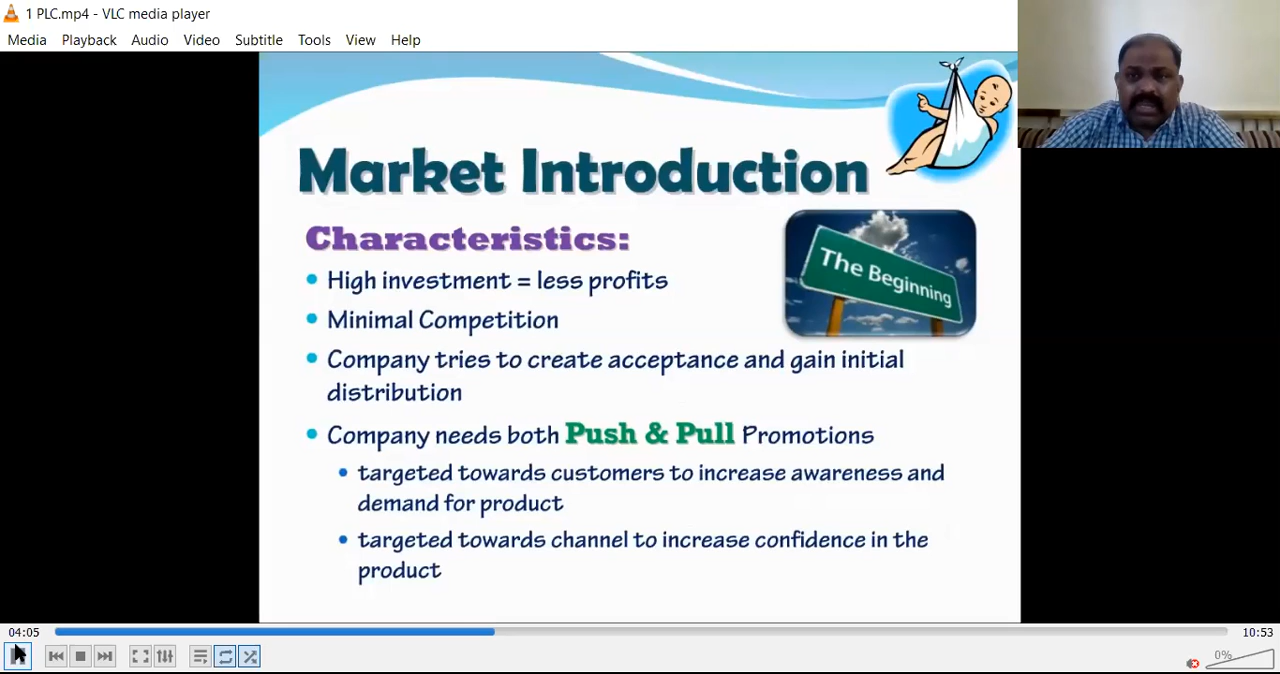 1 PLC.mp4 - VLC media player
Media Playback Audio Video Subtitle Tools View Help
Market Introduction
Characteristics:
The Beginning
• High investment = less profits
• Minimal Competition
• Company tries to create acceptance and gain initial
distribution
• Company needs both Push & Pull Promotions
• targeted towards customers to increase awareness and
demand for product
• targeted towards channel to increase confidence in the
product
04:05
10:53
0%